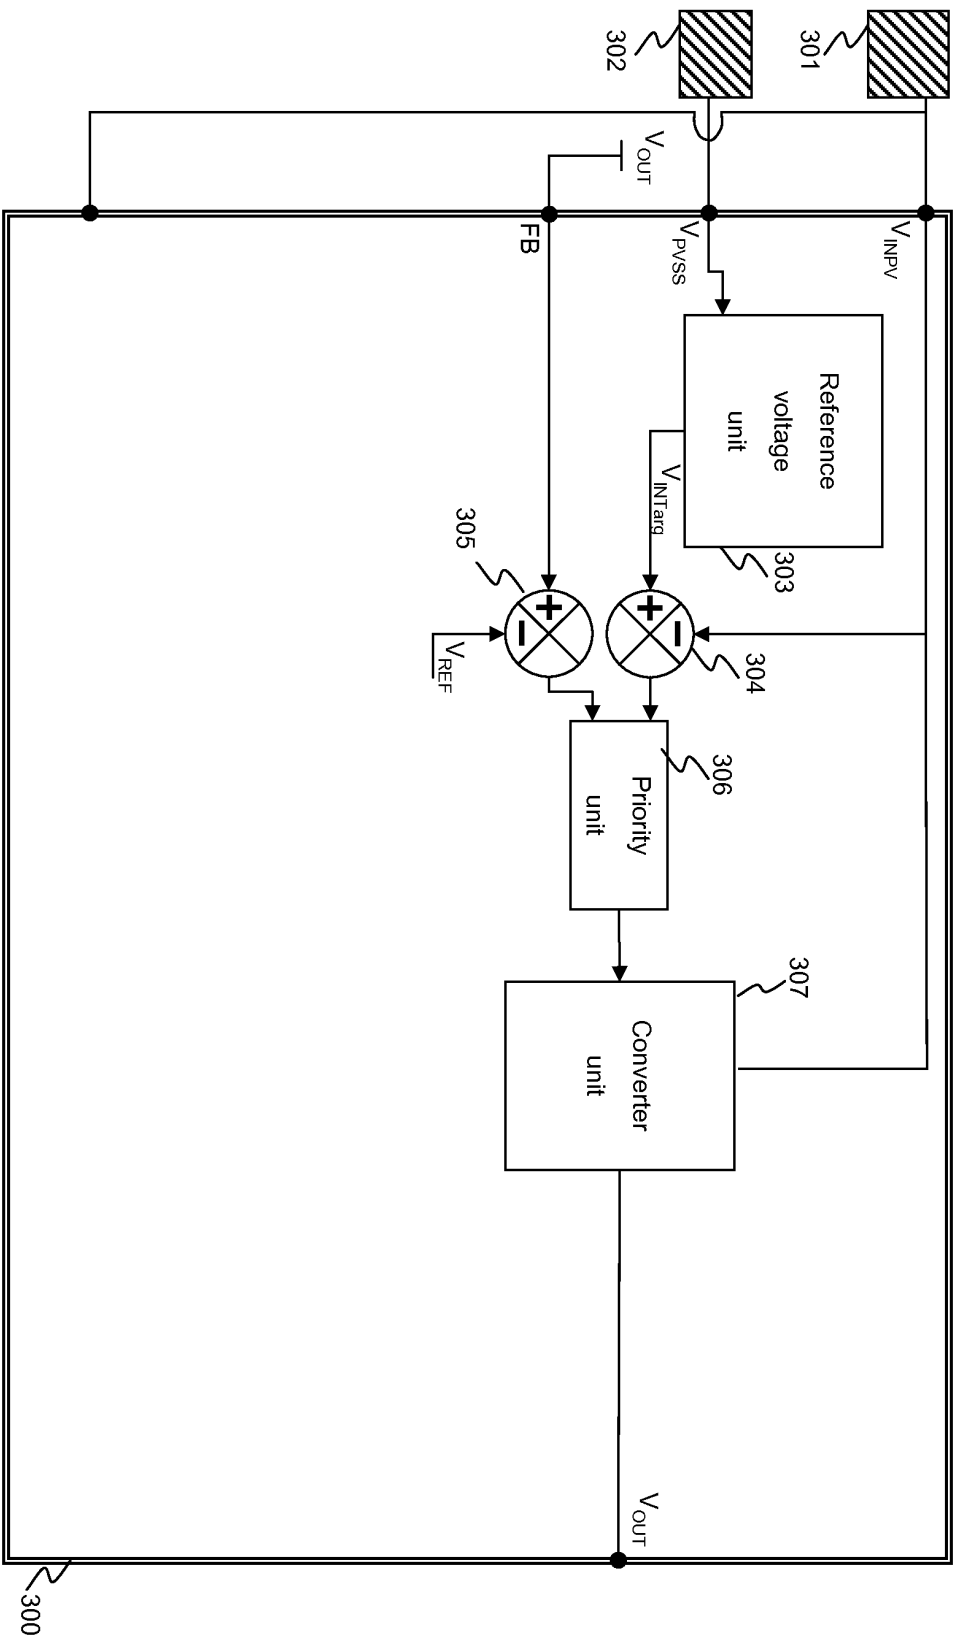 301
302
V_INPV
V_PVSS
V_OUT
FB
Reference
voltage
unit
303
V_INTarg
304
305
V_REF
306
Priority
unit
307
Converter
unit
V_OUT
300